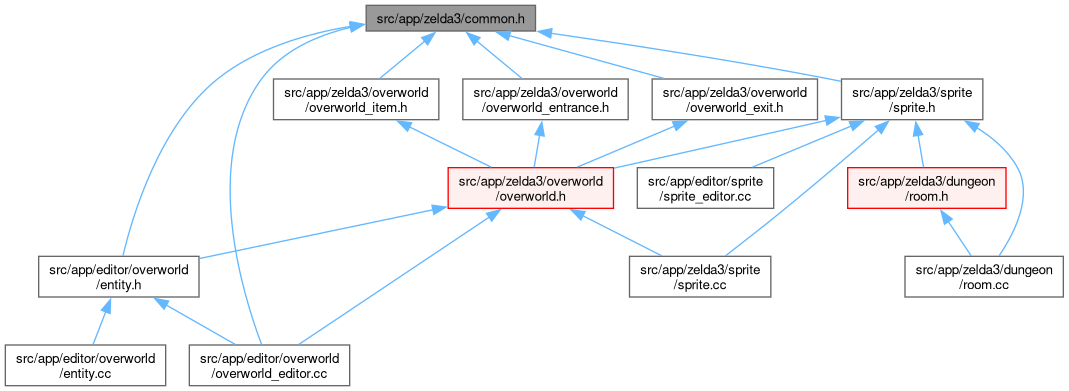 src/app/zelda3/common.h
src/app/zelda3/overworld
/overworld_item.h
src/app/zelda3/overworld
/overworld_entrance.h
src/app/zelda3/overworld
/overworld_exit.h
src/app/zelda3/sprite
/sprite.h
src/app/zelda3/overworld
/overworld.h
src/app/editor/sprite
/sprite_editor.cc
src/app/zelda3/dungeon
/room.h
src/app/editor/overworld
/entity.h
src/app/zelda3/sprite
/sprite.cc
src/app/zelda3/dungeon
/room.cc
src/app/editor/overworld
/entity.cc
src/app/editor/overworld
/overworld_editor.cc